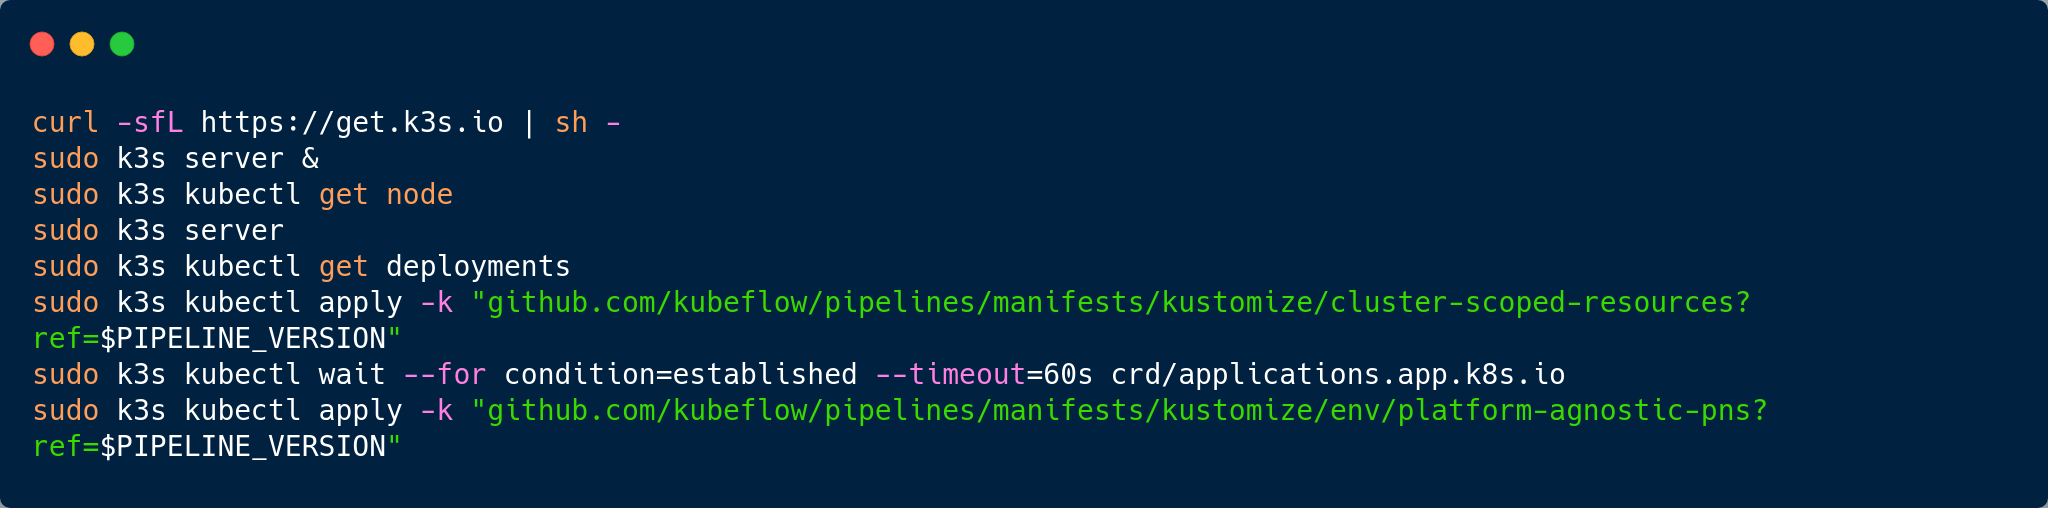 curl -sfL https://get.k3s.io | sh -
sudo k3s server &
sudo k3s kubectl get node
sudo k3s server
sudo k3s kubectl get deployments
sudo k3s kubectl apply -k "github.com/kubeflow/pipelines/manifests/kustomize/cluster-scoped-resources?
ref=$PIPELINE_VERSION"
sudo k3s kubectl wait --for condition=established --timeout=60s crd/applications.app.k8s.io
sudo k3s kubectl apply -k "github.com/kubeflow/pipelines/manifests/kustomize/env/platform-agnostic-pns?
ref=$PIPELINE_VERSION"